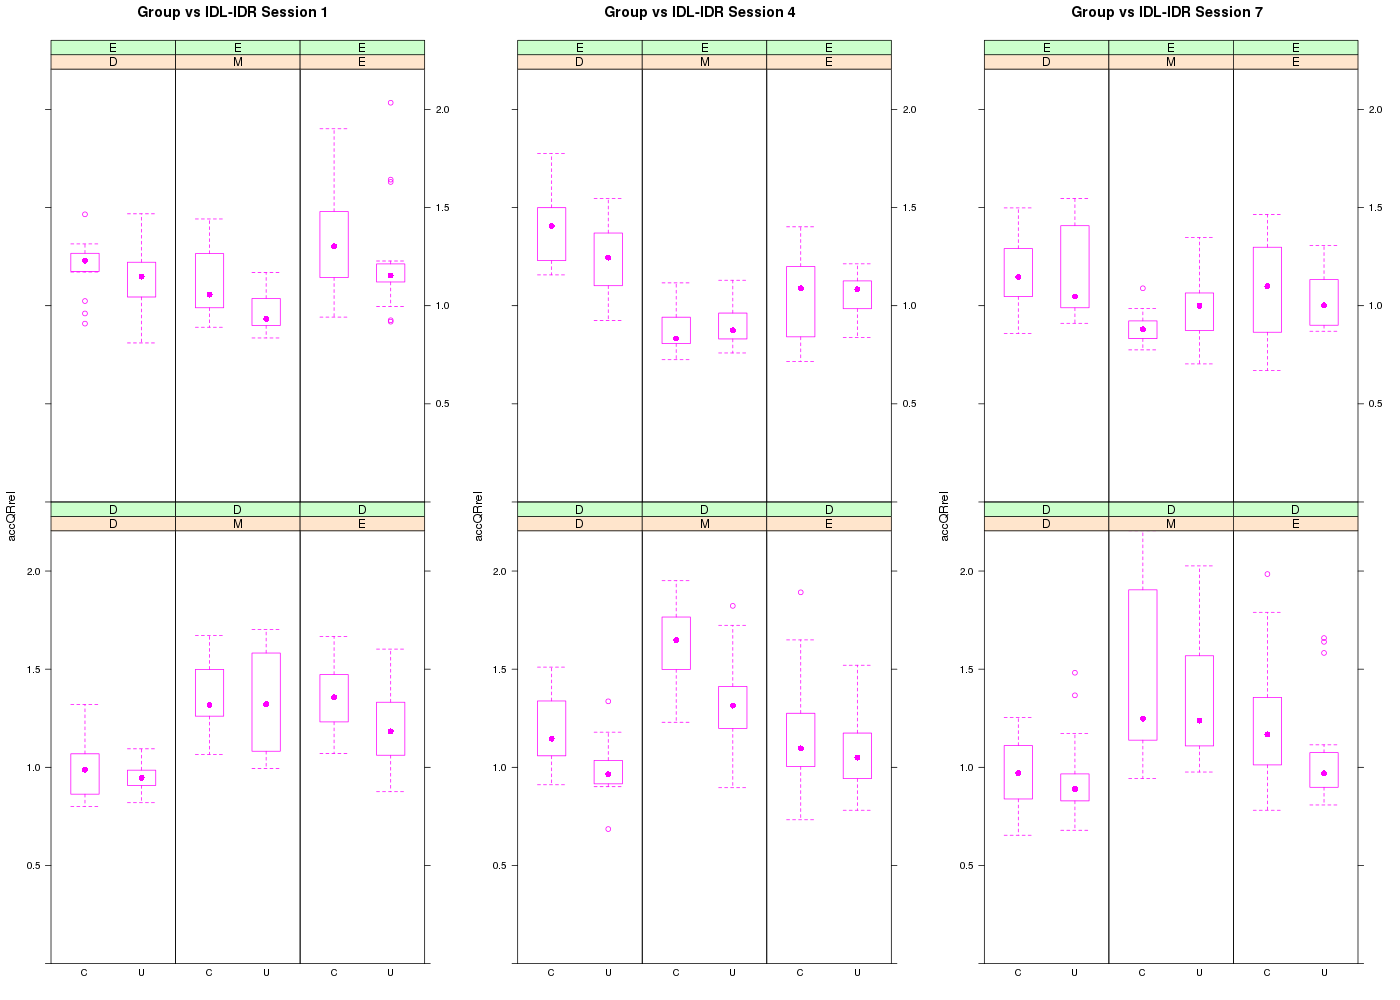 Group vs IDL-IDR Session 1 Group vs IDL-IDR Session 4 Group vs IDL-IDR Session 7
E E E E E E E E E
D M E D M E D M E
2.0 2.0 2.0
1.5 1.5 1.5
1.0 1.0 1.0
0.5 0.5 0.5
accQRrel accQRrel accQRrel
D D D D D D D D D
D M E D M E D M E
2.0 2.0 2.0
1.5 1.5 1.5
1.0 1.0 1.0
0.5 0.5 0.5
C U C U C U C U C U C U C U C U C U